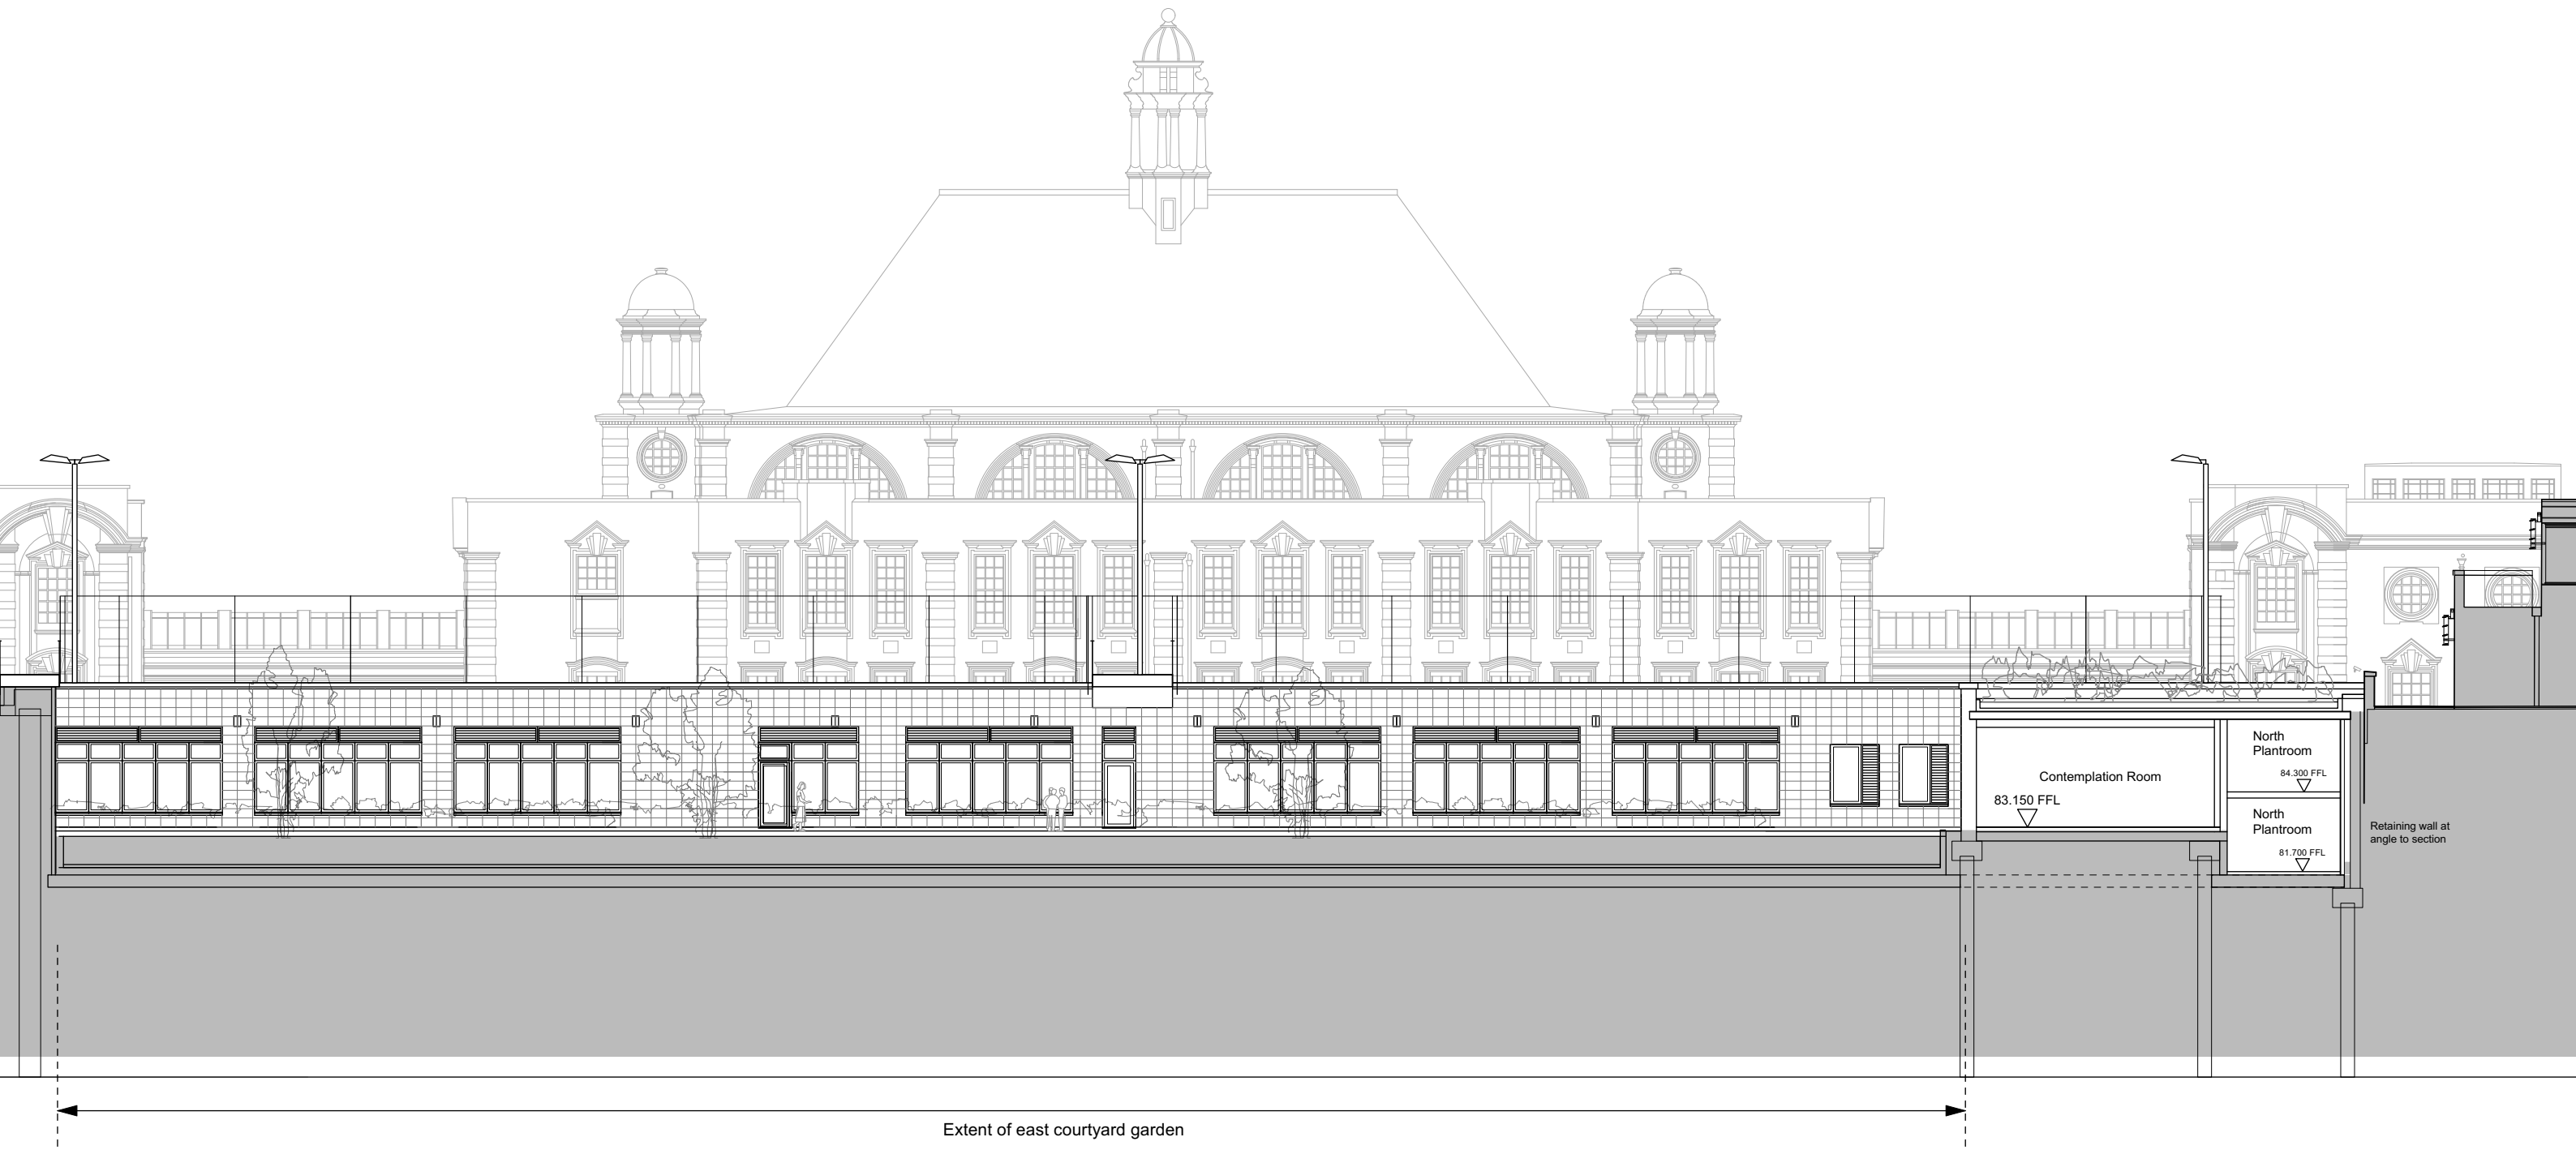 North
Plantroom
84.300 FFL
Contemplation Room
83.150 FFL
North
Plantroom
81.700 FFL
Retaining wall at
angle to section
Extent of east courtyard garden